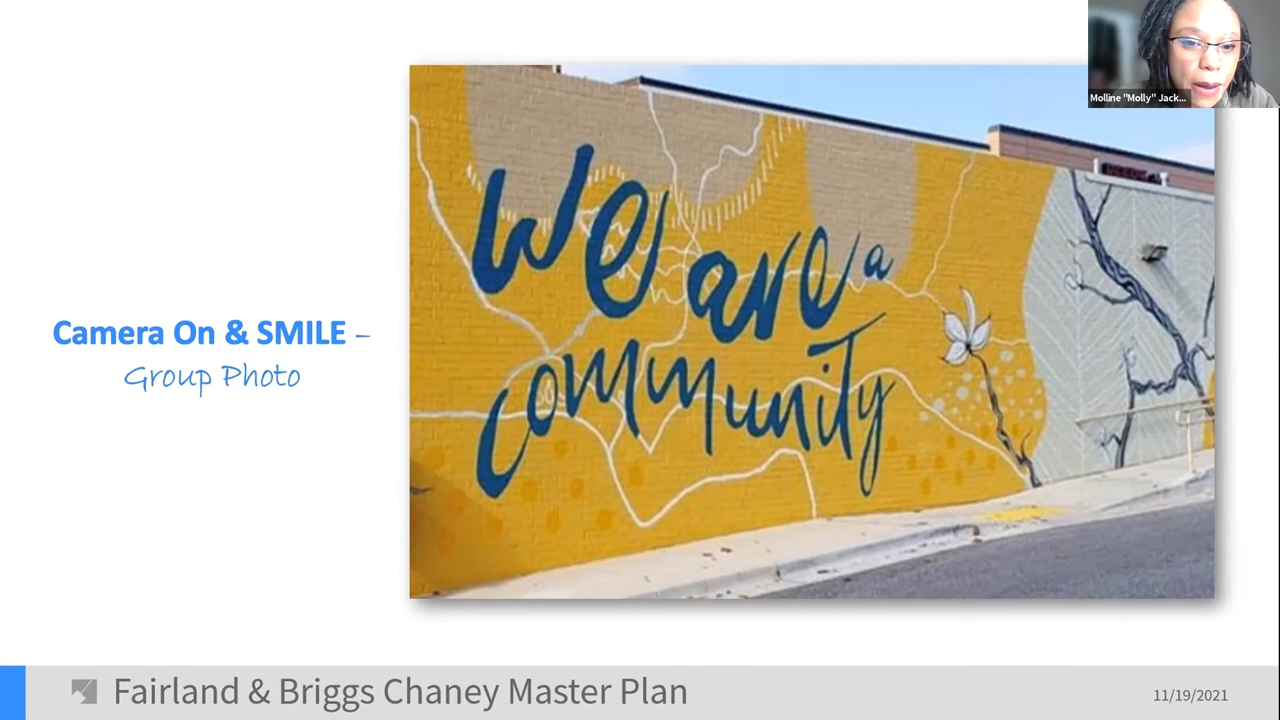 Molline "Molly" Jack...
We are a
community
Camera On & SMILE –
Group Photo
Fairland & Briggs Chaney Master Plan
11/19/2021